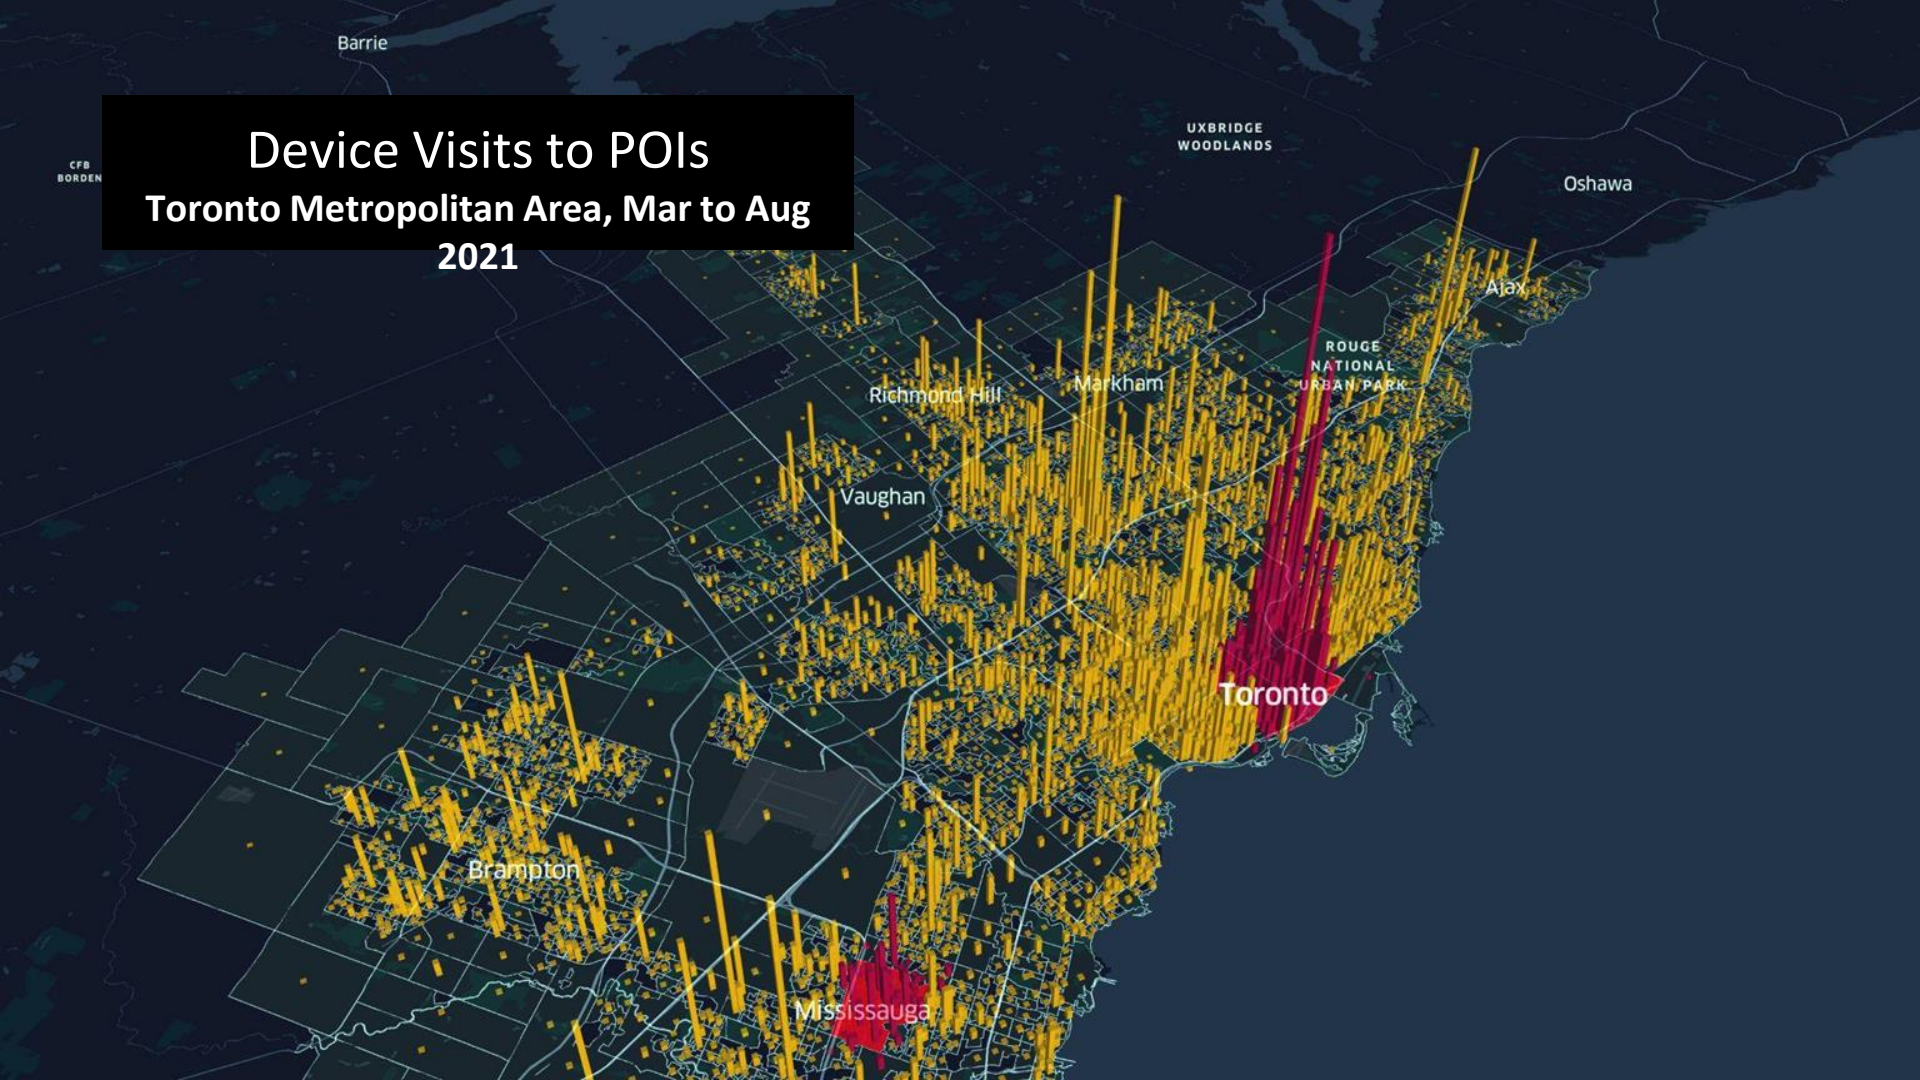 Barrie
Device Visits to POIs
Toronto Metropolitan Area, Mar to Aug
2021
CFB
BORDEN
UXBRIDGE
WOODLANDS
Oshawa
Ajax
ROUGE
NATIONAL
URBAN PARK
Richmond Hill
Markham
Vaughan
Toronto
Brampton
Mississauga